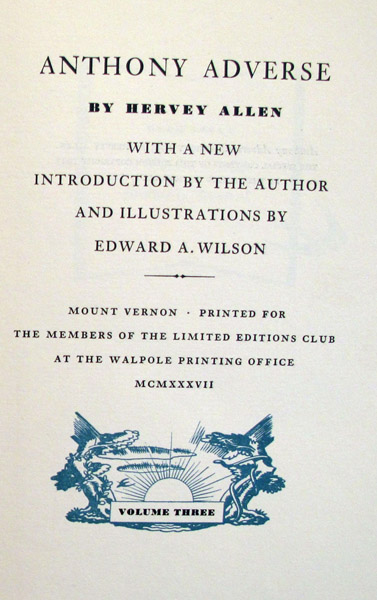 ANTHONY ADVERSE
BY HERVEY ALLEN
WITH A NEW
INTRODUCTION BY THE AUTHOR
AND ILLUSTRATIONS BY
EDWARD A. WILSON
MOUNT VERNON · PRINTED FOR
THE MEMBERS OF THE LIMITED EDITIONS CLUB
AT THE WALPOLE PRINTING OFFICE
MCMXXXVII
VOLUME THREE